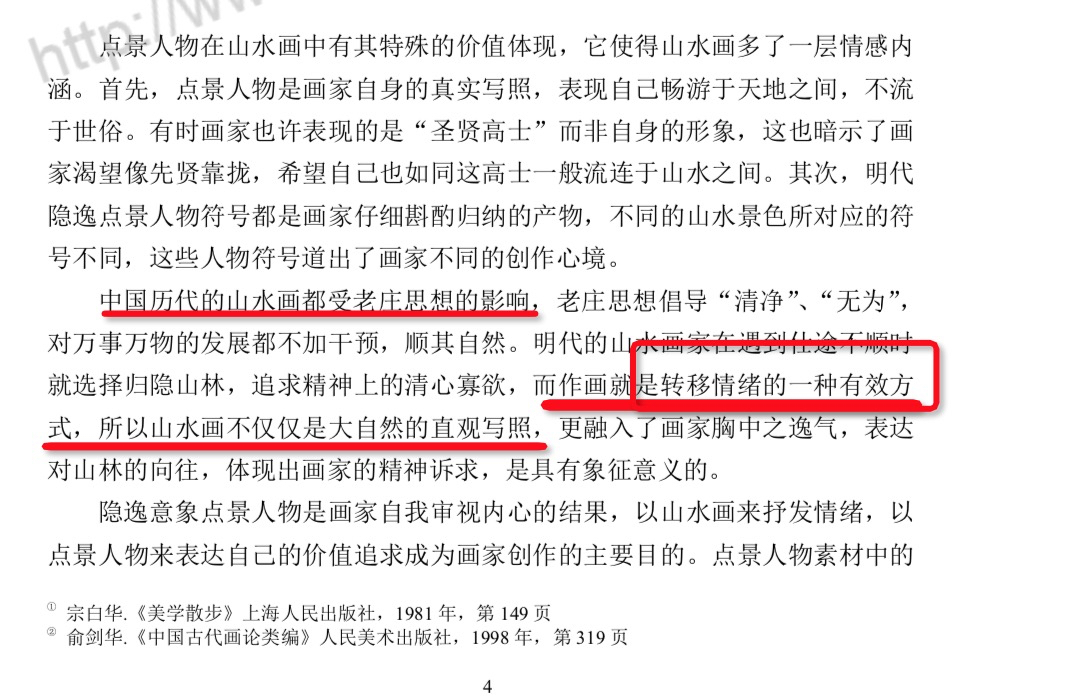 http://www
点景人物在山水画中有其特殊的价值体现，它使得山水画多了一层情感内
涵。首先，点景人物是画家自身的真实写照，表现自己畅游于天地之间，不流
于世俗。有时画家也许表现的是“圣贤高士”而非自身的形象，这也暗示了画
家渴望像先贤靠拢，希望自己也如同这高士一般流连于山水之间。其次，明代
隐逸点景人物符号都是画家仔细斟酌归纳的产物，不同的山水景色所对应的符
号不同，这些人物符号道出了画家不同的创作心境。
中国历代的山水画都受老庄思想的影响，老庄思想倡导“清净”、“无为”，
对万事万物的发展都不加干预，顺其自然。明代的山水画家在遇到仕途不顺时
就选择归隐山林，追求精神上的清心寡欲，而作画就是转移情绪的一种有效方
式，所以山水画不仅仅是大自然的直观写照，更融入了画家胸中之逸气，表达
对山林的向往，体现出画家的精神诉求，是具有象征意义的。
隐逸意象点景人物是画家自我审视内心的结果，以山水画来抒发情绪，以
点景人物来表达自己的价值追求成为画家创作的主要目的。点景人物素材中的
① 宗白华.《美学散步》上海人民出版社，1981 年，第 149 页
② 俞剑华.《中国古代画论类编》人民美术出版社，1998 年，第 319 页
4